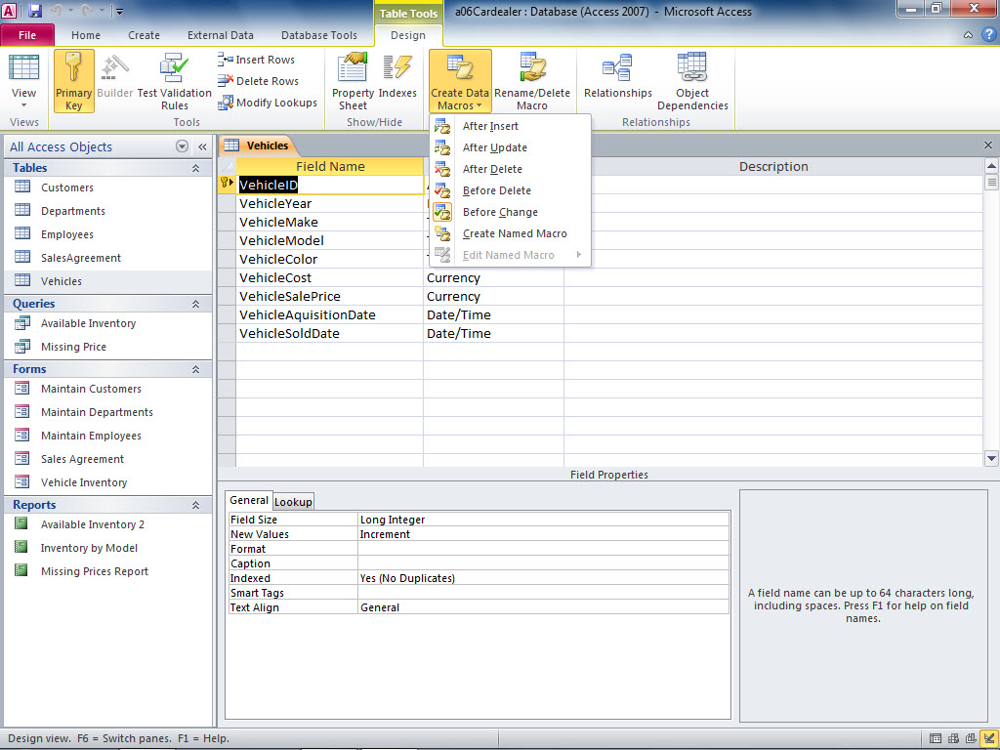 Table Tools
a06Cardealer : Database (Access 2007) - Microsoft Access
File Home Create External Data Database Tools Design
View
Primary Key
Builder
Test Validation Rules
Insert Rows
Delete Rows
Modify Lookups
Property Sheet
Indexes
Create Data Macros
Rename/Delete Macro
Relationships
Object Dependencies
Views Tools Show/Hide Relationships
After Insert
After Update
After Delete
Before Delete
Before Change
Create Named Macro
Edit Named Macro
All Access Objects
Tables
Customers
Departments
Employees
SalesAgreement
Vehicles
Queries
Available Inventory
Missing Price
Forms
Maintain Customers
Maintain Departments
Maintain Employees
Sales Agreement
Vehicle Inventory
Reports
Available Inventory 2
Inventory by Model
Missing Prices Report
Vehicles
Field Name Description
VehicleID
VehicleYear
VehicleMake
VehicleModel
VehicleColor
VehicleCost Currency
VehicleSalePrice Currency
VehicleAquisitionDate Date/Time
VehicleSoldDate Date/Time
Field Properties
General Lookup
Field Size Long Integer
New Values Increment
Format
Caption
Indexed Yes (No Duplicates)
Smart Tags
Text Align General
A field name can be up to 64 characters long,
including spaces. Press F1 for help on field
names.
Design view. F6 = Switch panes. F1 = Help.